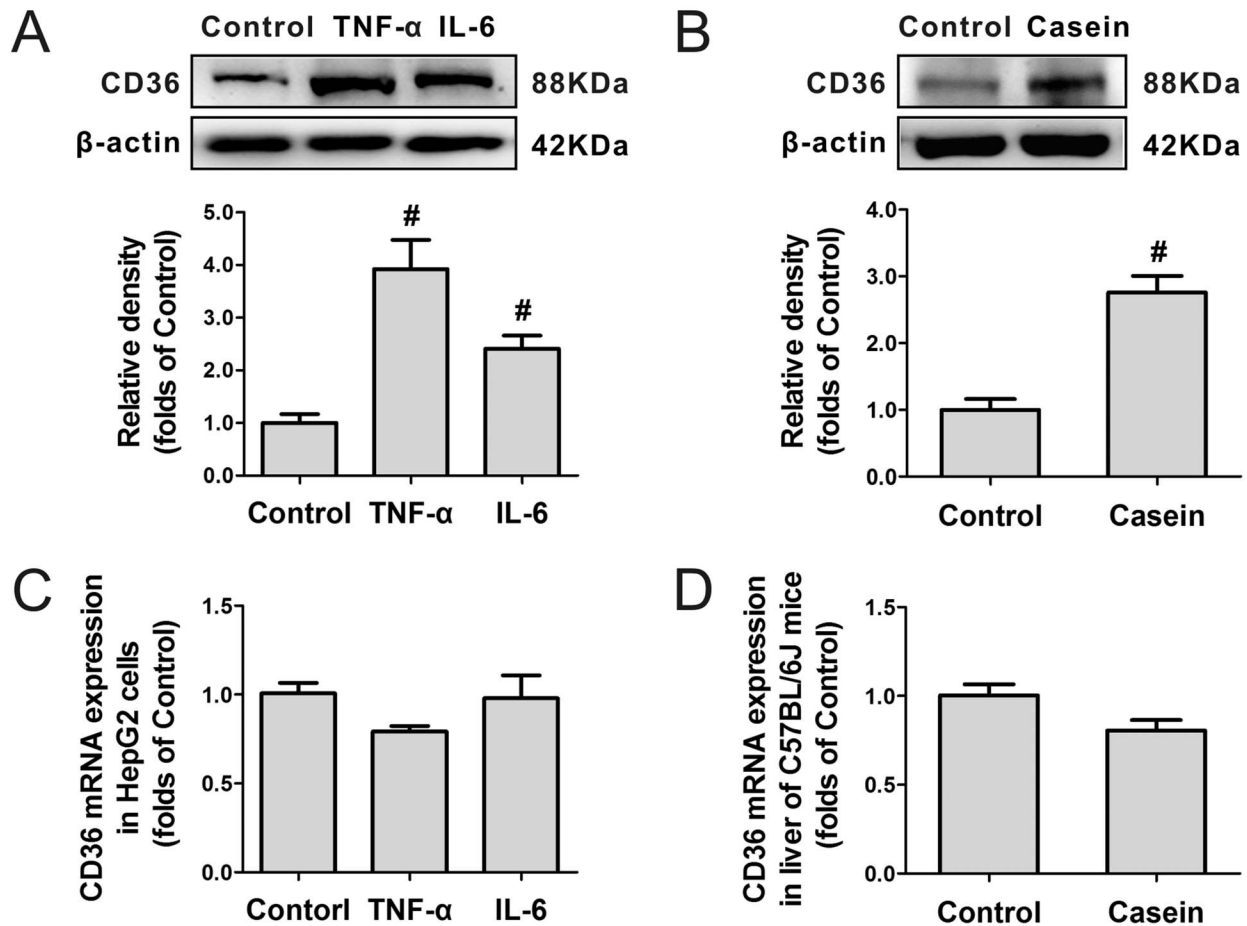 A
Control TNF-α IL-6
CD36
88KDa
β-actin
42KDa
Relative density
(folds of Control)
5.0
4.0
3.0
2.0
1.0
0.0
#
#
Control TNF-α IL-6
B
Control Casein
CD36
88KDa
β-actin
42KDa
Relative density
(folds of Control)
4.0
3.0
2.0
1.0
0.0
#
Control Casein
C
CD36 mRNA expression
in HepG2 cells
(folds of Control)
1.5
1.0
0.5
0.0
Contorl TNF-α IL-6
D
CD36 mRNA expression
in liver of C57BL/6J mice
(folds of Control)
1.5
1.0
0.5
0.0
Control Casein